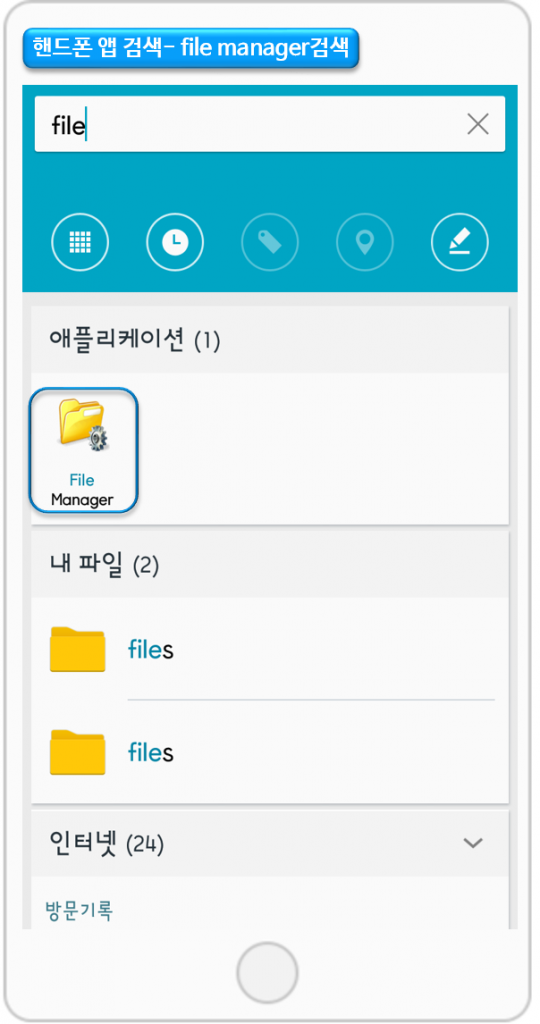 핸드폰 앱 검색- file manager검색
file
애플리케이션 (1)
File
Manager
내 파일 (2)
files
files
인터넷 (24)
방문기록